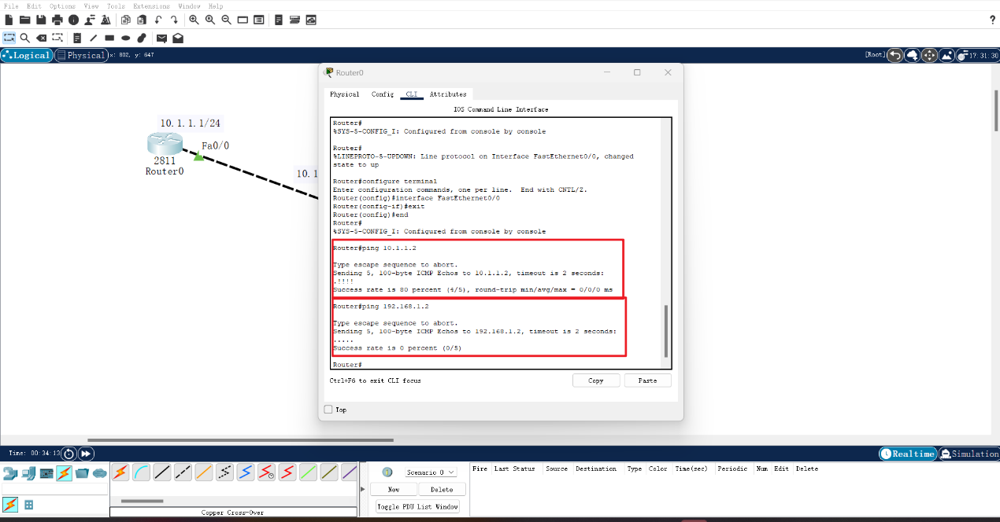 File Edit Options View Tools Extensions Window Help
?
Logical Physical x: 802, y: 647 [Root] 17:31:30
Router0
Physical Config CLI Attributes
IOS Command Line Interface
Router#
%SYS-5-CONFIG_I: Configured from console by console
Router#
%LINEPROTO-5-UPDOWN: Line protocol on Interface FastEthernet0/0, changed
state to up
Router#configure terminal
Enter configuration commands, one per line.  End with CNTL/Z.
Router(config)#interface FastEthernet0/0
Router(config-if)#exit
Router(config)#end
Router#
%SYS-5-CONFIG_I: Configured from console by console
Router#ping 10.1.1.2
Type escape sequence to abort.
Sending 5, 100-byte ICMP Echos to 10.1.1.2, timeout is 2 seconds:
.!!!!
Success rate is 80 percent (4/5), round-trip min/avg/max = 0/0/0 ms
Router#ping 192.168.1.2
Type escape sequence to abort.
Sending 5, 100-byte ICMP Echos to 192.168.1.2, timeout is 2 seconds:
.....
Success rate is 0 percent (0/5)
Router#
Ctrl+F6 to exit CLI focus Copy Paste
Top
10.1.1.1/24
Fa0/0
2811
Router0
10.1
Time: 00:34:13 Realtime Simulation
Scenario 0
New Delete
Toggle PDU List Window
Fire Last Status Source Destination Type Color Time(sec) Periodic Num Edit Delete
Copper Cross-Over